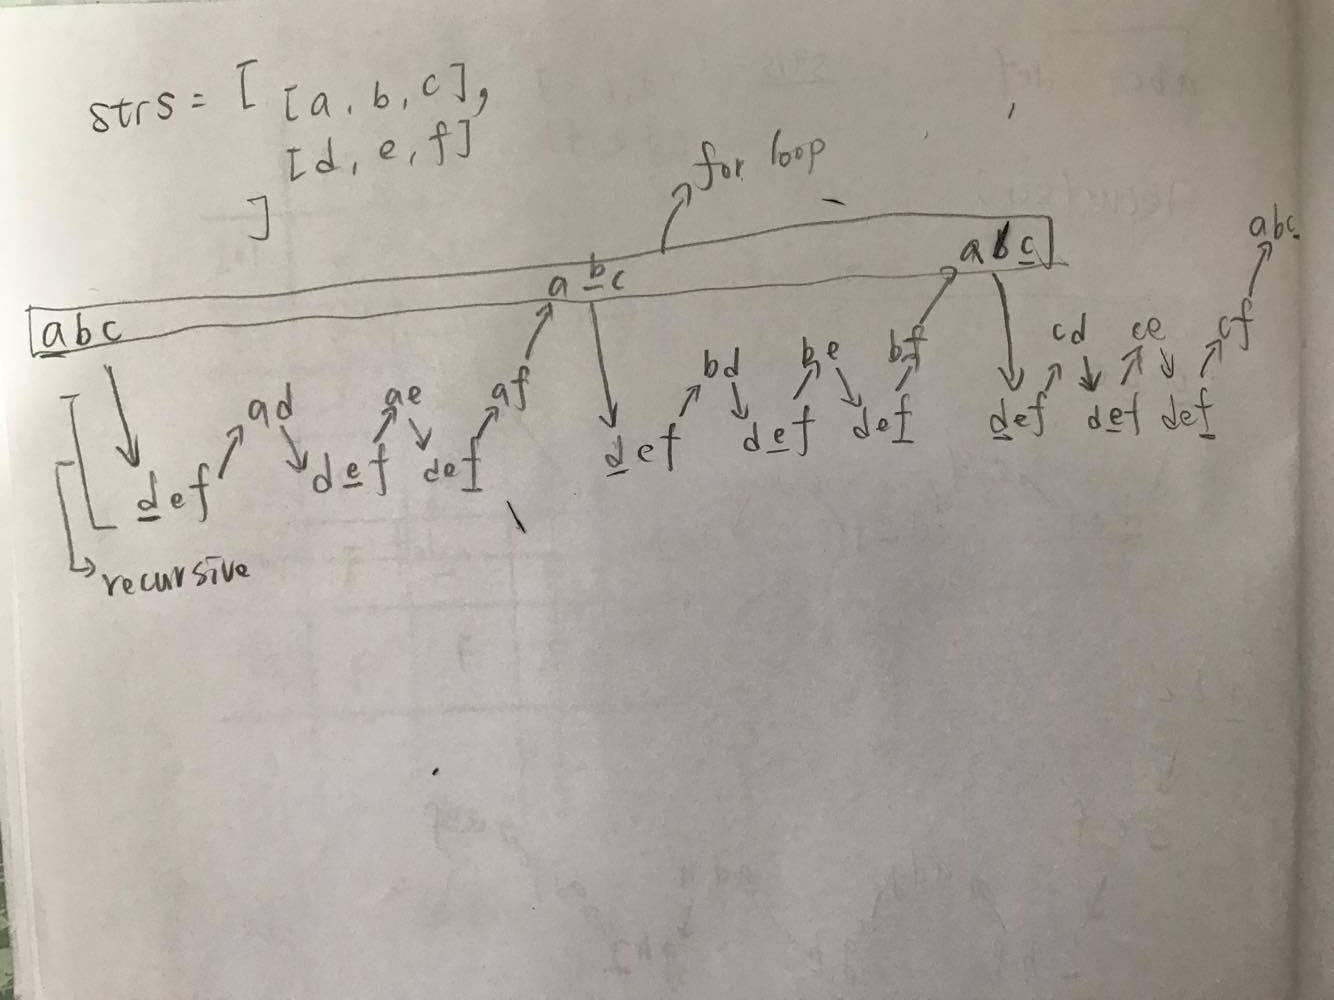 strs = [ [a, b, c],
[d, e, f]
]
for loop
abc
abc
abc
abc
ad
ae
af
bd
be
bf
cd
ce
cf
def
def
def
def
def
def
def
def
def
recursive